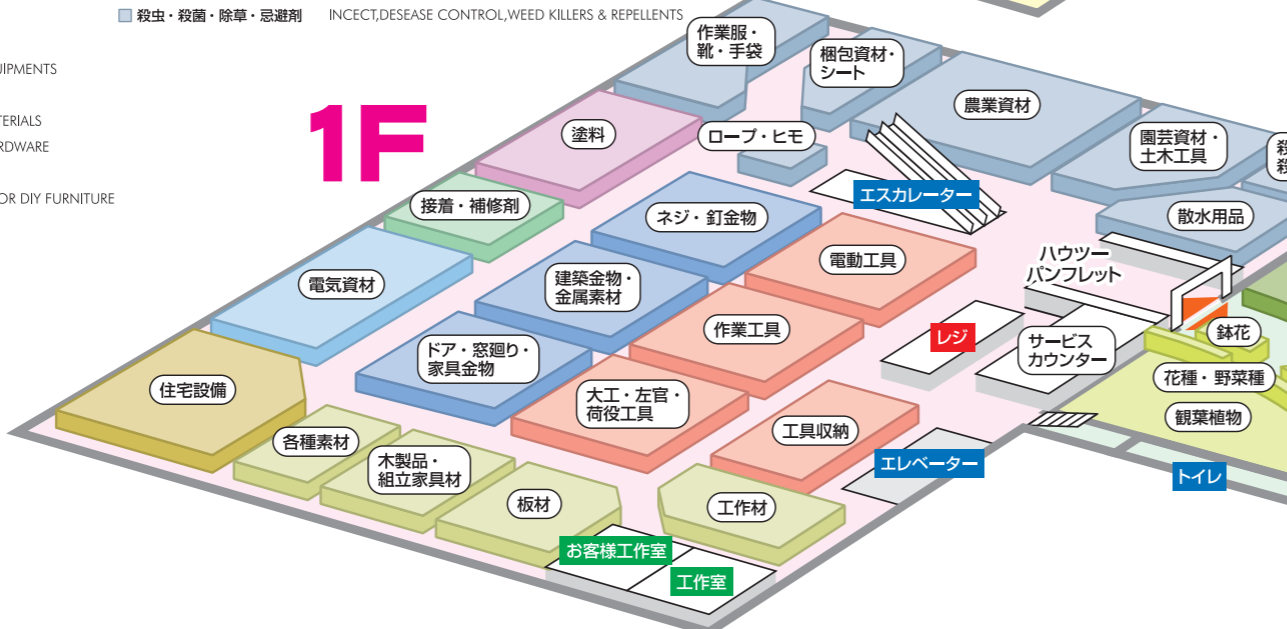 殺虫・殺菌・除草・忌避剤 INCECT,DESEASE CONTROL,WEED KILLERS & REPELLENTS
UIPMENTS
TERIALS
RDWARE
OR DIY FURNITURE
1F
作業服・
靴・手袋
梱包資材・
シート
農業資材
園芸資材・
土木工具
塗料
ロープ・ヒモ
エスカレーター
散水用品
接着・補修剤
ネジ・釘金物
電動工具
ハウツー
パンフレット
電気資材
建築金物・
金属素材
作業工具
レジ
サービス
カウンター
鉢花
ドア・窓廻り・
家具金物
花種・野菜種
住宅設備
大工・左官・
荷役工具
観葉植物
工具収納
各種素材
木製品・
組立家具材
エレベーター
トイレ
板材
工作材
お客様工作室
工作室